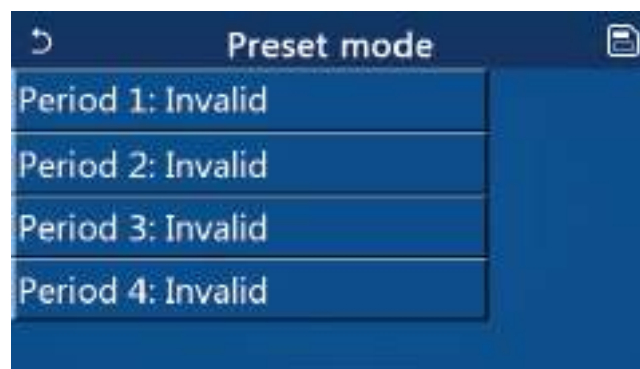 Preset mode
Period 1: Invalid
Period 2: Invalid
Period 3: Invalid
Period 4: Invalid